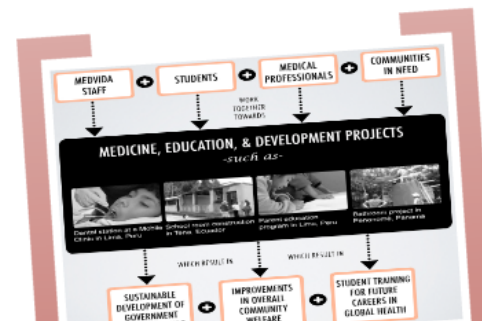 MEDVIDA
STAFF
STUDENTS
MEDICAL
PROFESSIONALS
COMMUNITIES
IN NEED
WORK
TOGETHER
TOWARDS
MEDICINE, EDUCATION, & DEVELOPMENT PROJECTS
-such as-
Dental station at a Mobile
Clinic in Lima, Peru
School room construction
in Tena, Ecuador
Parent education
program in Lima, Peru
project in
Penonome, Panama
WHICH RESULT IN
WHICH RESULT IN
SUSTAINABLE
DEVELOPMENT OF
GOVERNMENT
IMPROVEMENTS
IN OVERALL
COMMUNITY
WELFARE
STUDENT TRAINING
FOR FUTURE
CAREERS IN
GLOBAL HEALTH